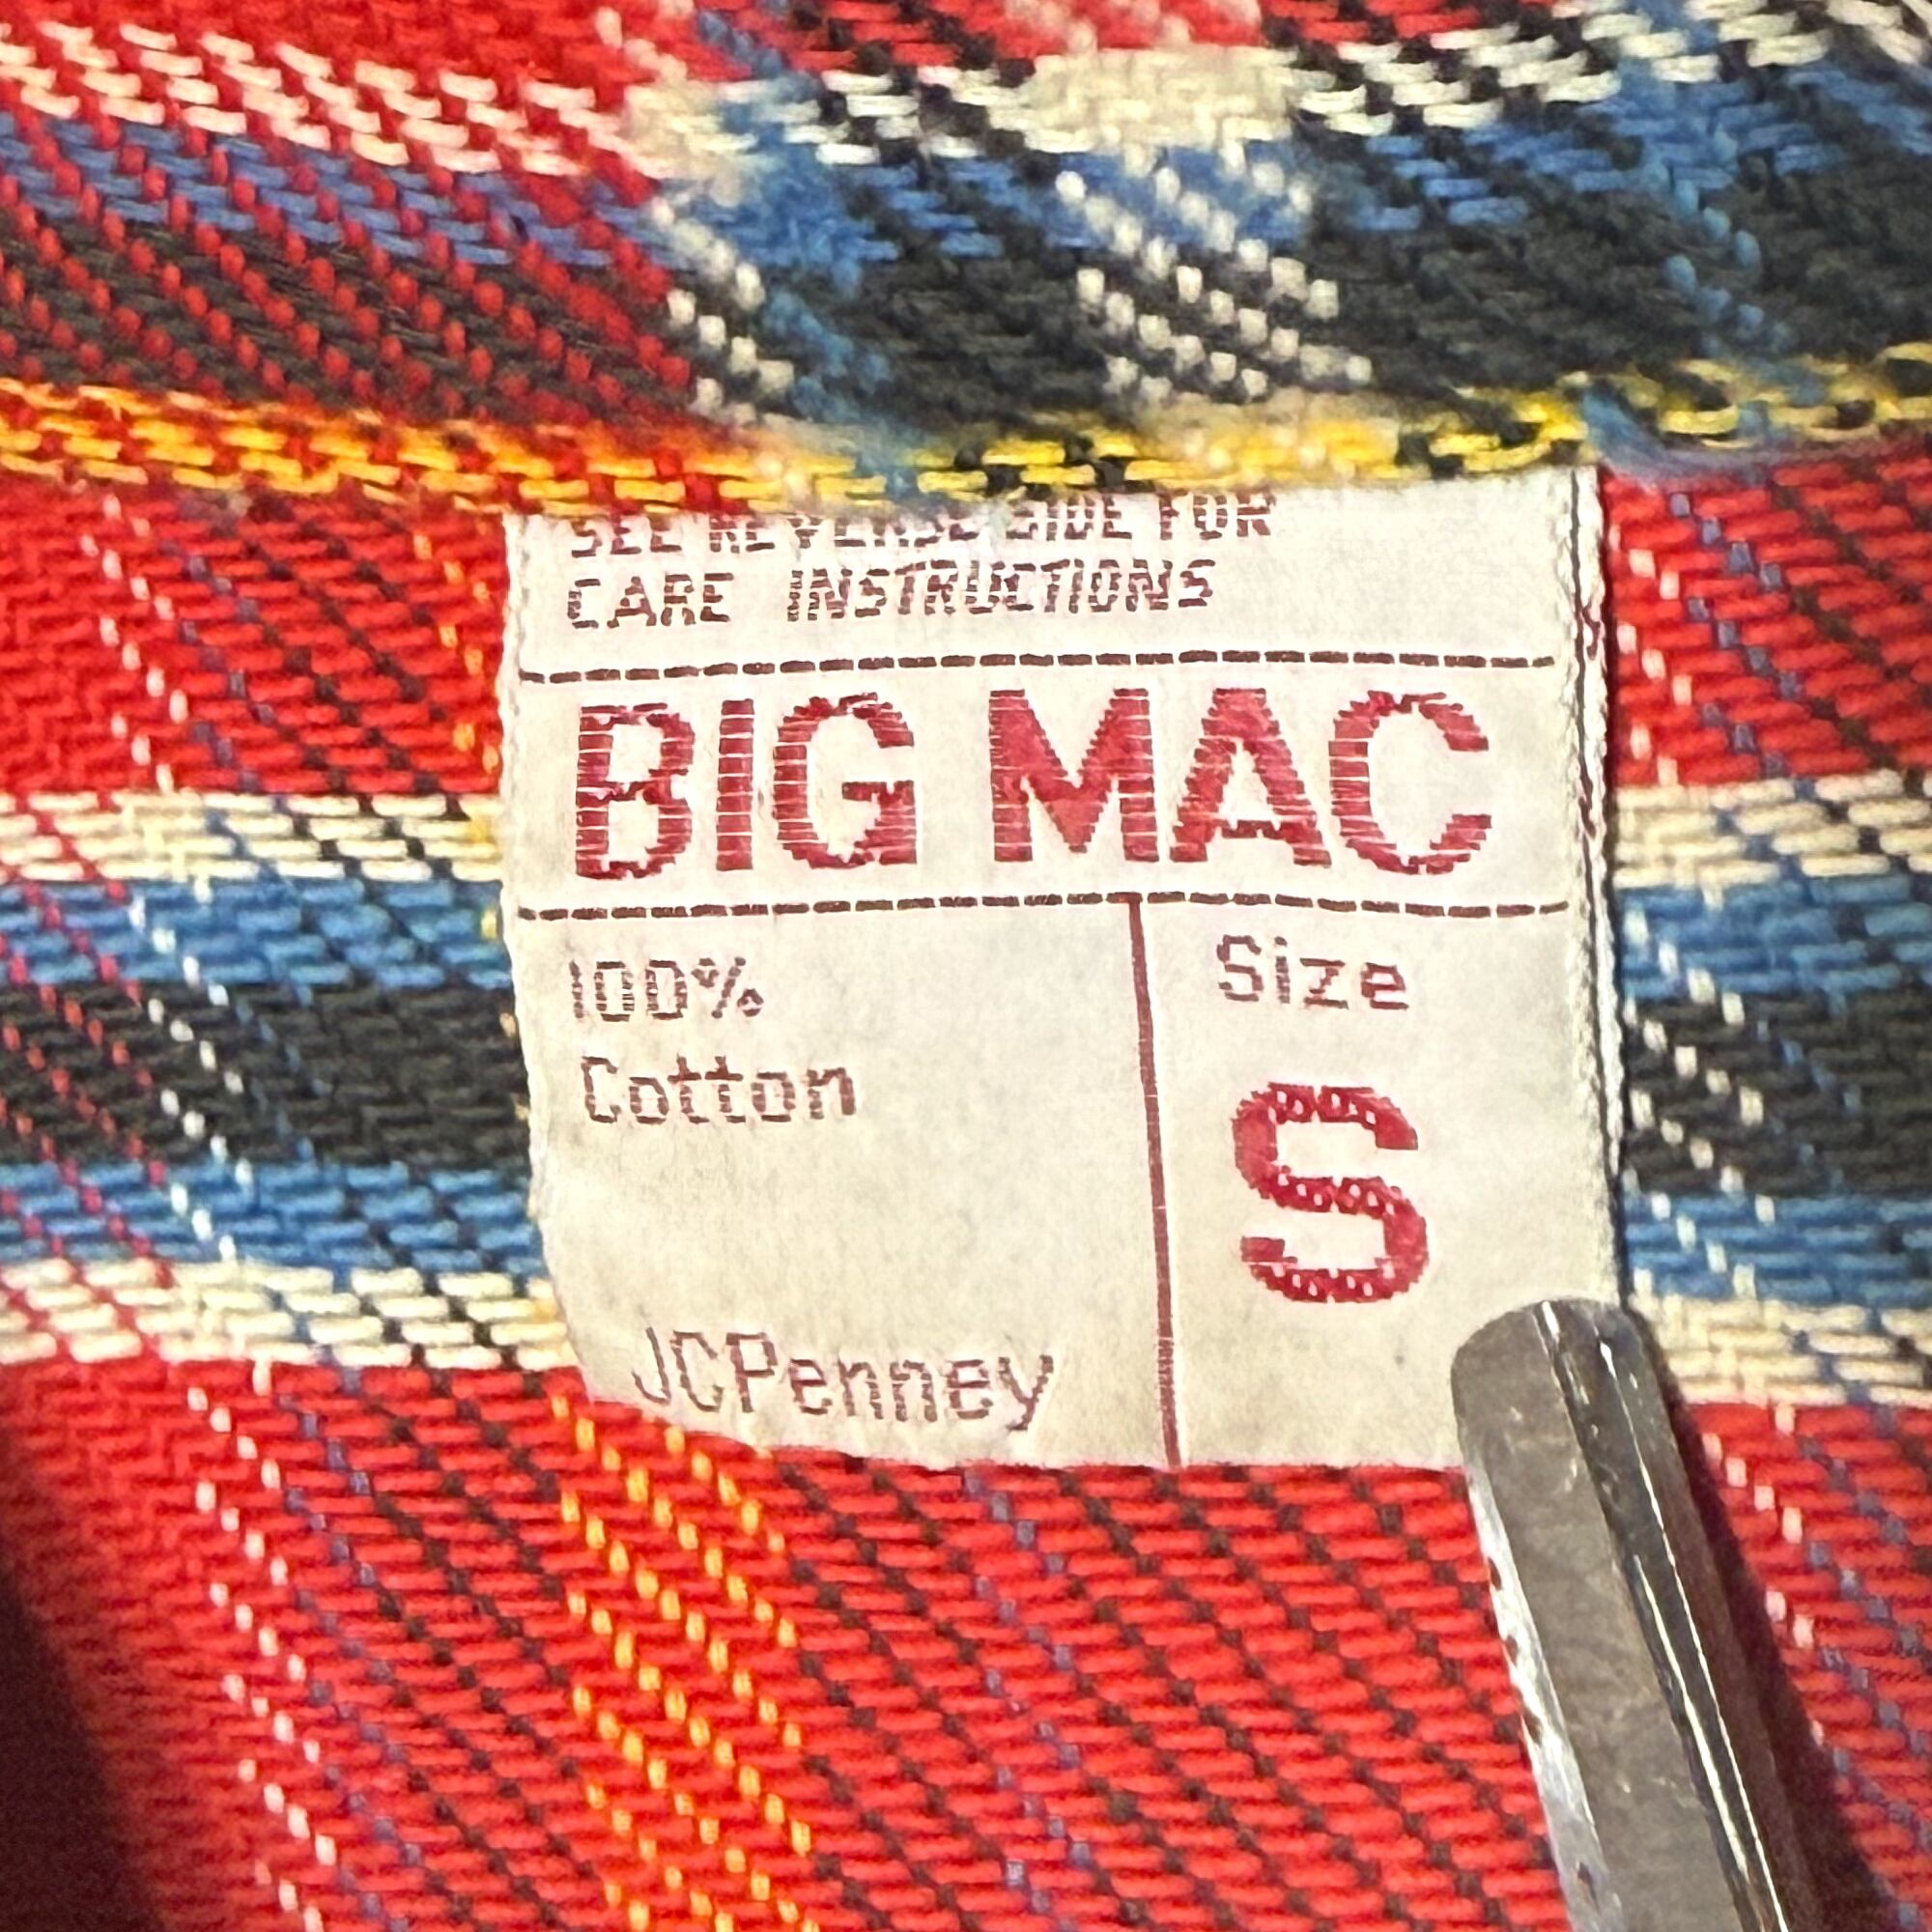 SEE REVERSE SIDE FOR
CARE INSTRUCTIONS
BIG MAC
100%
Cotton
Size
S
JCPenney